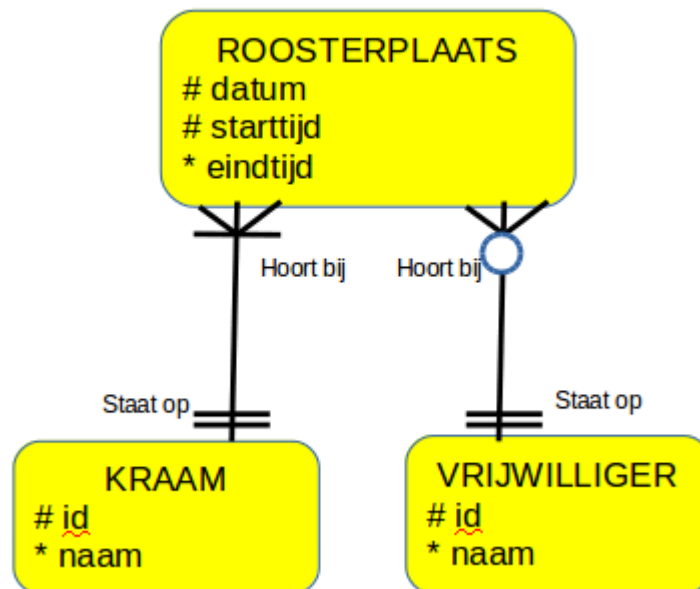 ROOSTERPLAATS
# datum
# starttijd
* eindtijd
Hoort bij
Hoort bij
Staat op
Staat op
KRAAM
# id
* naam
VRIJWILLIGER
# id
* naam